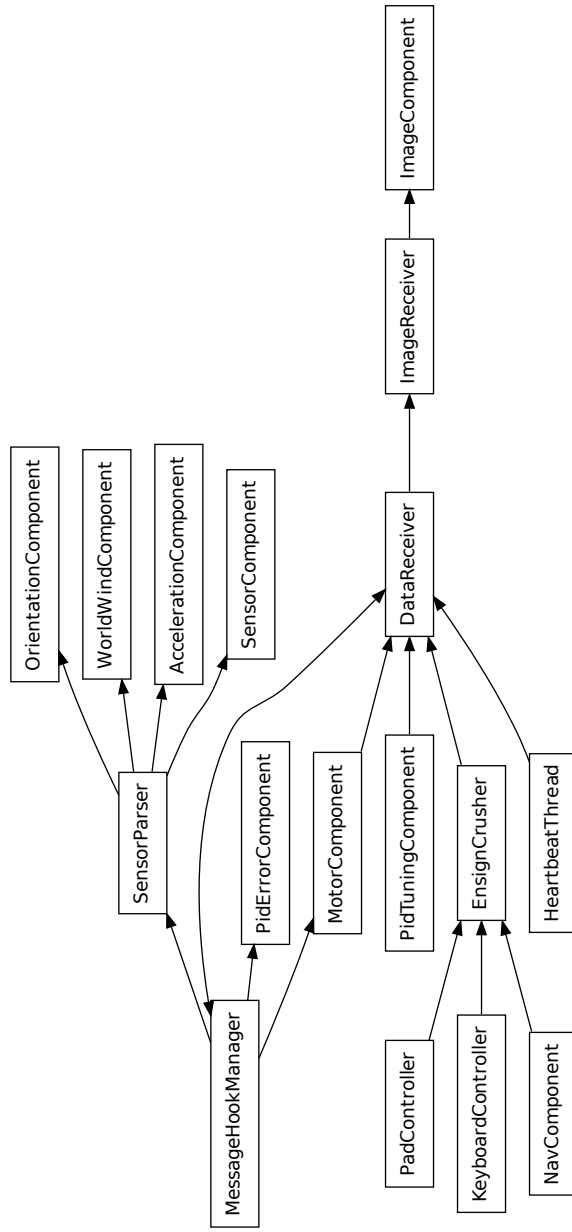 OrientationComponent
WorldWindComponent
AccelerationComponent
SensorComponent
SensorParser
PidErrorComponent
MessageHookManager
MotorComponent
PidTuningComponent
DataReceiver
ImageReceiver
ImageComponent
PadController
KeyboardController
EnsignCrusher
NavComponent
HeartbeatThread